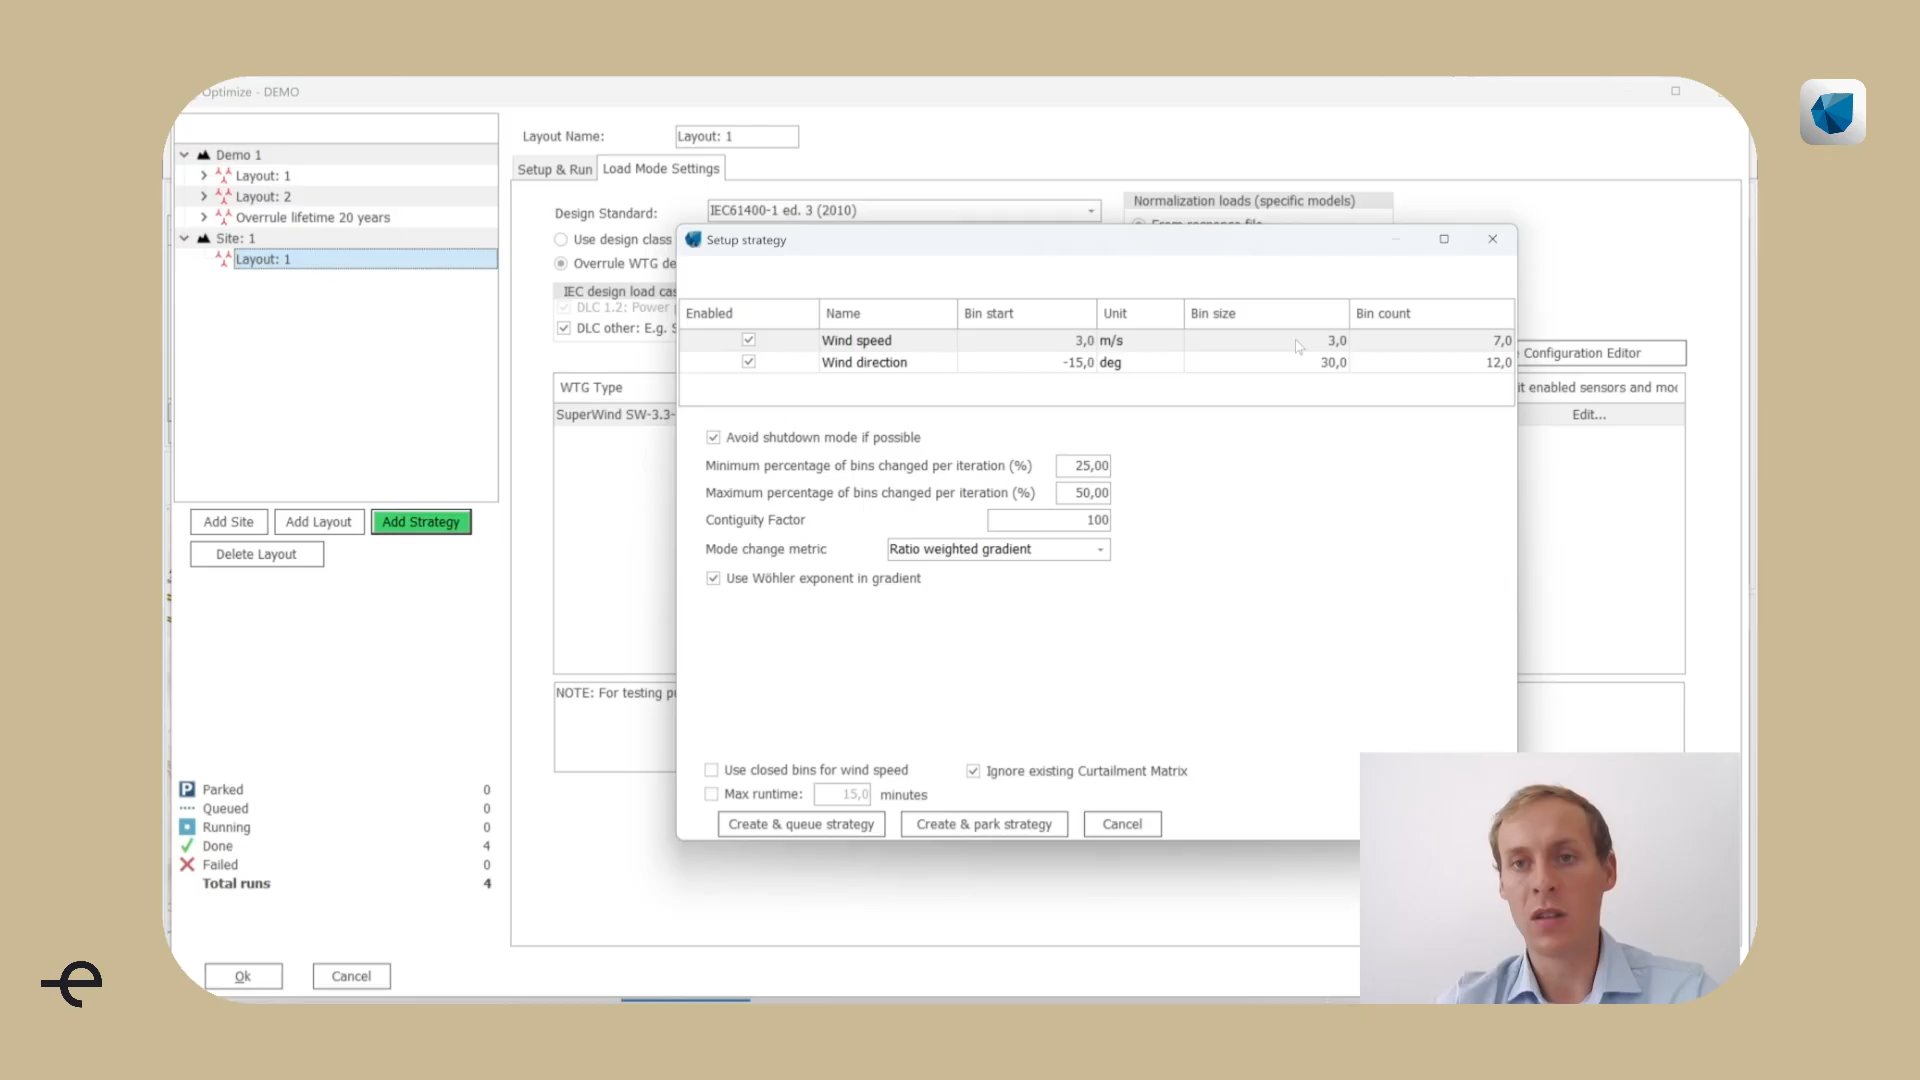 Optimize - DEMO
Layout Name: Layout: 1
Demo 1
Layout: 1
Layout: 2
Overrule lifetime 20 years
Site: 1
Layout: 1
Add Site Add Layout Add Strategy
Delete Layout
Parked 0
Queued 0
Running 0
Done 4
Failed 0
Total runs 4
Ok Cancel
Setup & Run Load Mode Settings
Design Standard: IEC61400-1 ed. 3 (2010)
Normalization loads (specific models)
Use design class
Overrule WTG de
IEC design load cas
DLC 1.2: Power
DLC other: E.g. S
WTG Type
SuperWind SW-3.3-
NOTE: For testing pu
Configuration Editor
it enabled sensors and mod
Edit...
Setup strategy
Enabled Name Bin start Unit Bin size Bin count
Wind speed 3,0 m/s 3,0 7,0
Wind direction -15,0 deg 30,0 12,0
Avoid shutdown mode if possible
Minimum percentage of bins changed per iteration (%) 25,00
Maximum percentage of bins changed per iteration (%) 50,00
Contiguity Factor 100
Mode change metric Ratio weighted gradient
Use Wöhler exponent in gradient
Use closed bins for wind speed Ignore existing Curtailment Matrix
Max runtime: 15,0 minutes
Create & queue strategy Create & park strategy Cancel